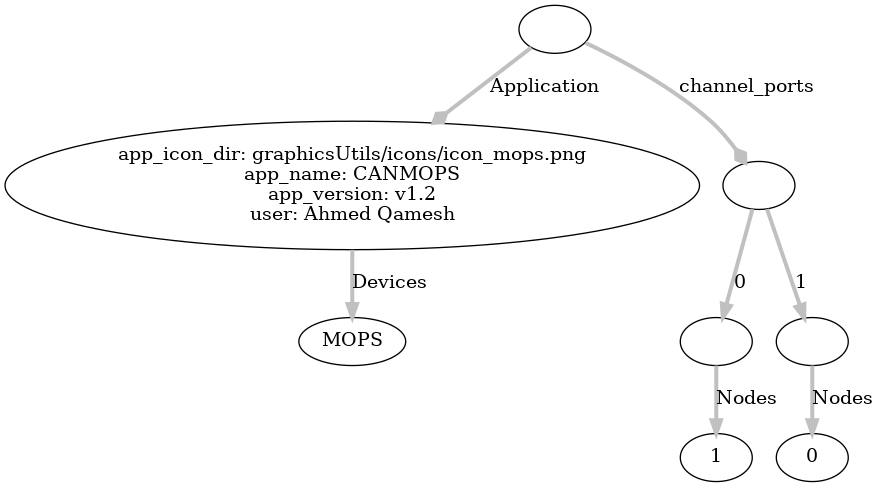 Application
channel_ports
app_icon_dir: graphicsUtils/icons/icon_mops.png
app_name: CANMOPS
app_version: v1.2
user: Ahmed Qamesh
Devices
0
1
MOPS
Nodes
Nodes
1
0